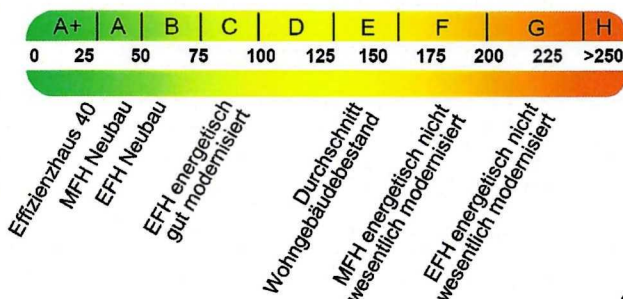 A+ A B C D E F G H
0 25 50 75 100 125 150 175 200 225 >250
Effizienzhaus 40
MFH Neubau
EFH Neubau
EFH energetisch
gut modernisiert
Durchschnitt
Wohngebäudebestand
MFH energetisch nicht
wesentlich modernisiert
EFH energetisch nicht
wesentlich modernisiert